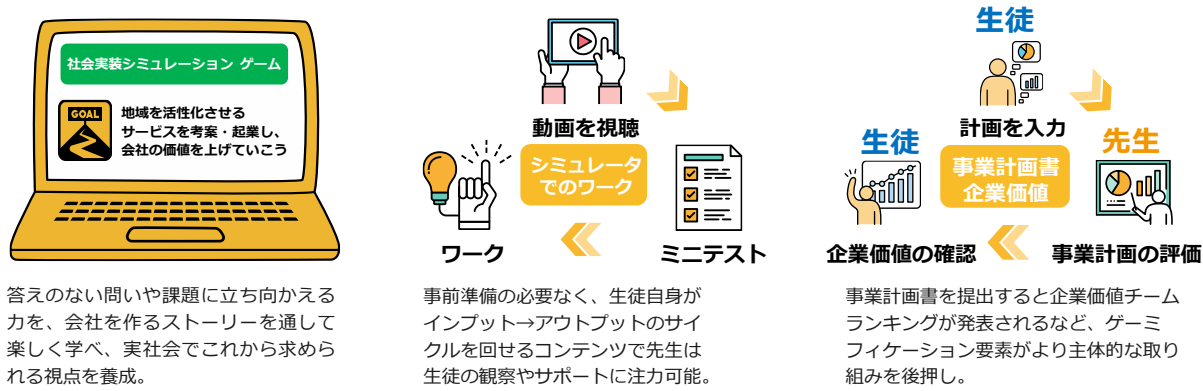 社会実装シミュレーション ゲーム
GOAL
地域を活性化させる
サービスを考案・起業し、
会社の価値を上げていこう
答えのない問いや課題に立ち向かえる
力を、会社を作るストーリーを通して
楽しく学べ、実社会でこれから求めら
れる視点を養成。
動画を視聴
シミュレータ
でのワーク
ワーク
ミニテスト
事前準備の必要なく、生徒自身が
インプット→アウトプットのサイ
クルを回せるコンテンツで先生は
生徒の観察やサポートに注力可能。
生徒
計画を入力
生徒
先生
事業計画書
企業価値
企業価値の確認
事業計画の評価
事業計画書を提出すると企業価値チーム
ランキングが発表されるなど、ゲーミ
フィケーション要素がより主体的な取り
組みを後押し。